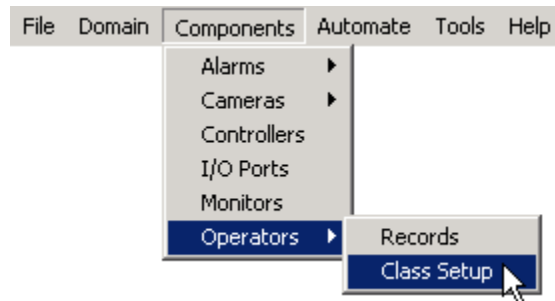 File Domain Components Automate Tools Help
Alarms
Cameras
Controllers
I/O Ports
Monitors
Operators
Records
Class Setup